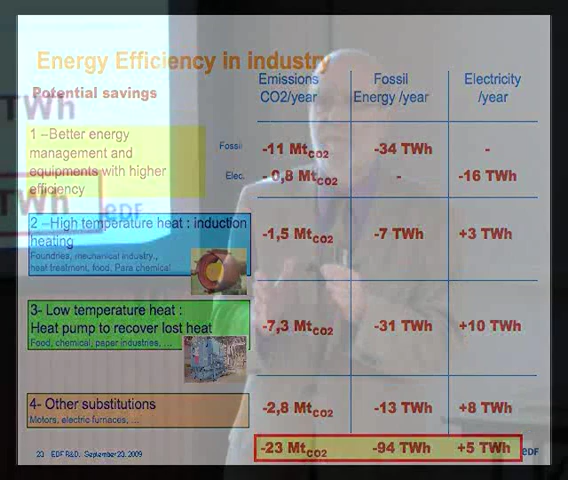 Energy Efficiency in industry
Potential savings
Emissions CO2/year
Fossil Energy /year
Electricity /year
TWh
1 –Better energy management and equipments with higher efficiency
Fossil
-11 Mtco2
-34 TWh
-
Elec.
- 0,8 Mtco2
-
-16 TWh
TWh
eDF
2 –High temperature heat : induction heating
Foundries, mechanical industry.,
heat treatment, food, Para chemical
-1,5 Mtco2
-7 TWh
+3 TWh
3- Low temperature heat :
Heat pump to recover lost heat
Food, chemical, paper industries, ...
-7,3 Mtco2
-31 TWh
+10 TWh
4- Other substitutions
Motors, electric furnaces, ...
-2,8 Mtco2
-13 TWh
+8 TWh
-23 Mtco2
-94 TWh
+5 TWh
23 EDF R&D, September 23, 2009
eDF